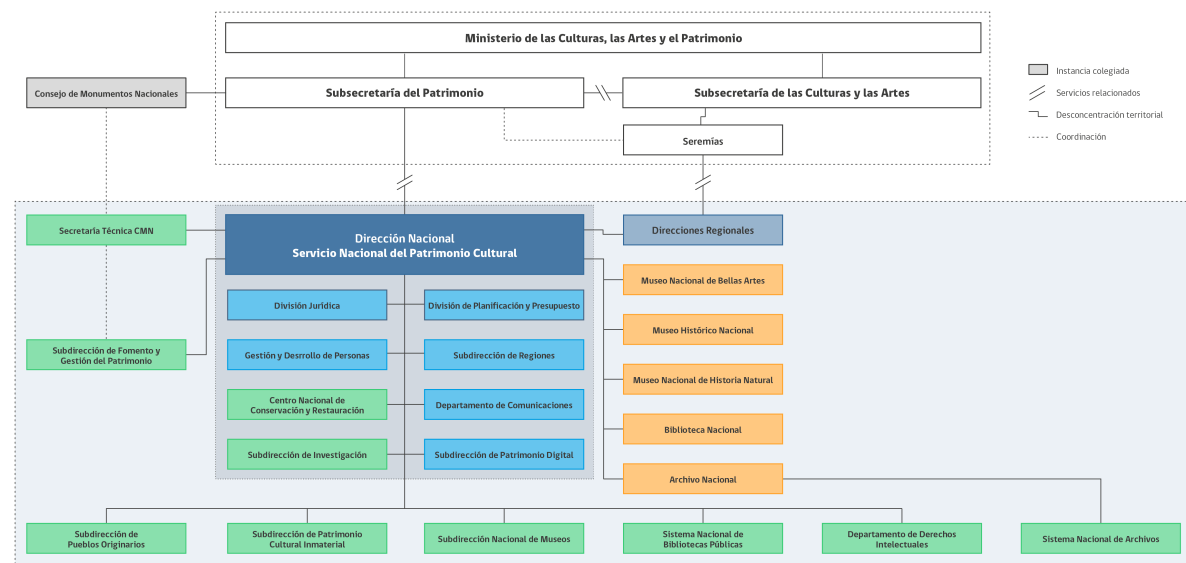 Ministerio de las Culturas, las Artes y el Patrimonio
Consejo de Monumentos Nacionales
Subsecretaría del Patrimonio
Subsecretaría de las Culturas y las Artes
Seremías
Instancia colegiada
Servicios relacionados
Desconcentración territorial
Coordinación
Secretaría Técnica CMN
Dirección Nacional
Servicio Nacional del Patrimonio Cultural
Direcciones Regionales
Subdirección de Fomento y
Gestión del Patrimonio
División Jurídica
División de Planificación y Presupuesto
Gestión y Desrrollo de Personas
Subdirección de Regiones
Centro Nacional de
Conservación y Restauración
Departamento de Comunicaciones
Subdirección de Investigación
Subdirección de Patrimonio Digital
Museo Nacional de Bellas Artes
Museo Histórico Nacional
Museo Nacional de Historia Natural
Biblioteca Nacional
Archivo Nacional
Subdirección de
Pueblos Originarios
Subdirección de Patrimonio
Cultural Inmaterial
Subdirección Nacional de Museos
Sistema Nacional de
Bibliotecas Públicas
Departamento de Derechos
Intelectuales
Sistema Nacional de Archivos